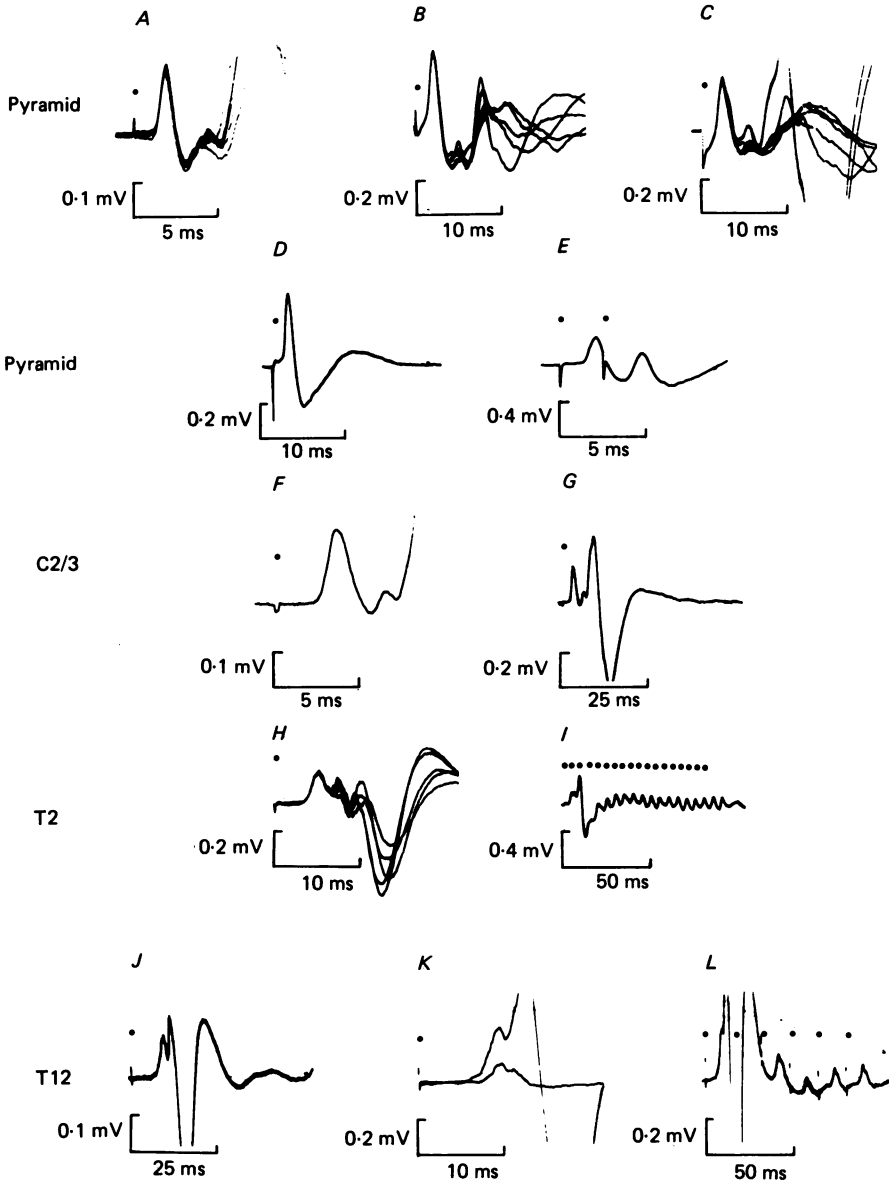 A B C
Pyramid
0·1 mV 0·2 mV 0·2 mV
5 ms 10 ms 10 ms
D E
Pyramid
0·2 mV 0·4 mV
10 ms 5 ms
F G
C2/3
0·1 mV 0·2 mV
5 ms 25 ms
H I
T2
0·2 mV 0·4 mV
10 ms 50 ms
J K L
T12
0·1 mV 0·2 mV 0·2 mV
25 ms 10 ms 50 ms